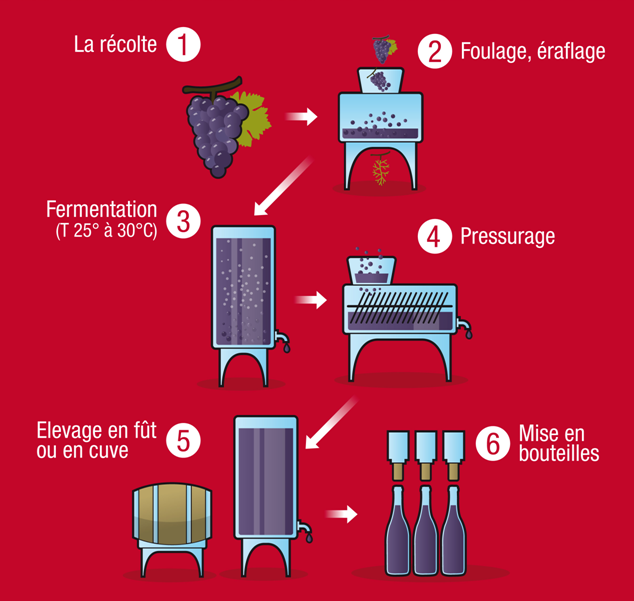 La récolte 1
2 Foulage, éraflage
Fermentation
(T 25° à 30°C) 3
4 Pressurage
Elevage en fût
ou en cuve 5
6 Mise en
bouteilles